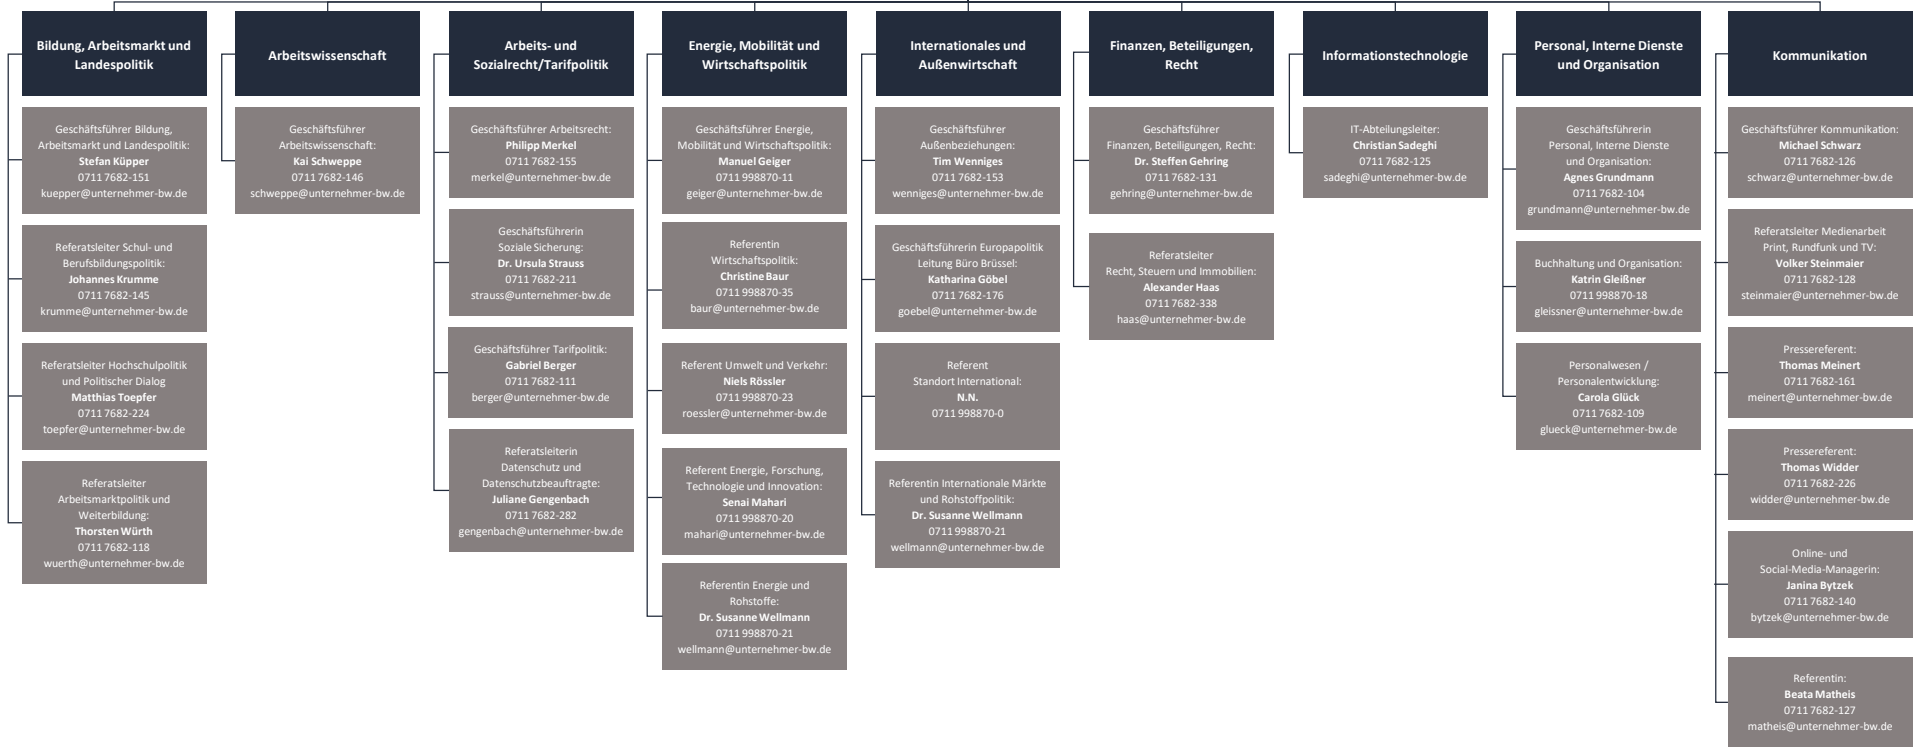 Bildung, Arbeitsmarkt und
Landespolitik
Geschäftsführer Bildung,
Arbeitsmarkt und Landespolitik:
Stefan Küpper
0711 7682-151
kuepper@unternehmer-bw.de
Referatsleiter Schul- und
Berufsbildungspolitik:
Johannes Krumme
0711 7682-145
krumme@unternehmer-bw.de
Referatsleiter Hochschulpolitik
und Politischer Dialog
Matthias Toepfer
0711 7682-224
toepfer@unternehmer-bw.de
Referatsleiter
Arbeitsmarktpolitik und
Weiterbildung:
Thorsten Würth
0711 7682-118
wuerth@unternehmer-bw.de
Arbeitswissenschaft
Geschäftsführer
Arbeitswissenschaft:
Kai Schweppe
0711 7682-146
schweppe@unternehmer-bw.de
Arbeits- und
Sozialrecht/Tarifpolitik
Geschäftsführer Arbeitsrecht:
Philipp Merkel
0711 7682-155
merkel@unternehmer-bw.de
Geschäftsführerin
Soziale Sicherung:
Dr. Ursula Strauss
0711 7682-211
strauss@unternehmer-bw.de
Geschäftsführer Tarifpolitik:
Gabriel Berger
0711 7682-111
berger@unternehmer-bw.de
Referatsleiterin
Datenschutz und
Datenschutzbeauftragte:
Juliane Gengenbach
0711 7682-282
gengenbach@unternehmer-bw.de
Energie, Mobilität und
Wirtschaftspolitik
Geschäftsführer Energie,
Mobilität und Wirtschaftspolitik:
Manuel Geiger
0711 998870-11
geiger@unternehmer-bw.de
Referentin
Wirtschaftspolitik:
Christine Baur
0711 998870-35
baur@unternehmer-bw.de
Referent Umwelt und Verkehr:
Niels Rössler
0711 998870-23
roessler@unternehmer-bw.de
Referent Energie, Forschung,
Technologie und Innovation:
Senai Mahari
0711 998870-20
mahari@unternehmer-bw.de
Referentin Energie und
Rohstoffe:
Dr. Susanne Wellmann
0711 998870-21
wellmann@unternehmer-bw.de
Internationales und
Außenwirtschaft
Geschäftsführer
Außenbeziehungen:
Tim Wenniges
0711 7682-153
wenniges@unternehmer-bw.de
Geschäftsführerin Europapolitik
Leitung Büro Brüssel:
Katharina Göbel
0711 7682-176
goebel@unternehmer-bw.de
Referent
Standort International:
N.N.
0711 998870-0
Referentin Internationale Märkte
und Rohstoffpolitik:
Dr. Susanne Wellmann
0711 998870-21
wellmann@unternehmer-bw.de
Finanzen, Beteiligungen,
Recht
Geschäftsführer
Finanzen, Beteiligungen, Recht:
Dr. Steffen Gehring
0711 7682-131
gehring@unternehmer-bw.de
Referatsleiter
Recht, Steuern und Immobilien:
Alexander Haas
0711 7682-338
haas@unternehmer-bw.de
Informationstechnologie
IT-Abteilungsleiter:
Christian Sadeghi
0711 7682-125
sadeghi@unternehmer-bw.de
Personal, Interne Dienste
und Organisation
Geschäftsführerin
Personal, Interne Dienste
und Organisation:
Agnes Grundmann
0711 7682-104
grundmann@unternehmer-bw.de
Buchhaltung und Organisation:
Katrin Gleißner
0711 998870-18
gleissner@unternehmer-bw.de
Personalwesen /
Personalentwicklung:
Carola Glück
0711 7682-109
glueck@unternehmer-bw.de
Kommunikation
Geschäftsführer Kommunikation:
Michael Schwarz
0711 7682-126
schwarz@unternehmer-bw.de
Referatsleiter Medienarbeit
Print, Rundfunk und TV:
Volker Steinmaier
0711 7682-128
steinmaier@unternehmer-bw.de
Pressereferent:
Thomas Meinert
0711 7682-161
meinert@unternehmer-bw.de
Pressereferent:
Thomas Widder
0711 7682-226
widder@unternehmer-bw.de
Online- und
Social-Media-Managerin:
Janina Bytzek
0711 7682-140
bytzek@unternehmer-bw.de
Referentin:
Beata Matheis
0711 7682-127
matheis@unternehmer-bw.de